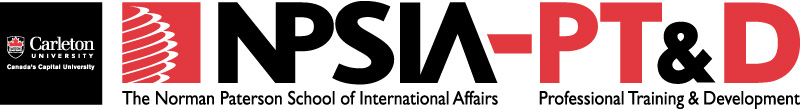 Carleton
UNIVERSITY
Canada's Capital University
NPSIA-PT&D
The Norman Paterson School of International Affairs
Professional Training & Development